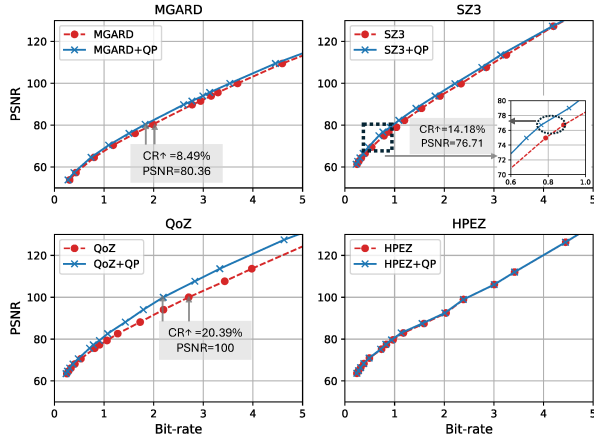 MGARD
SZ3
PSNR
120
100
80
60
0
1
2
3
4
5
MGARD
MGARD+QP
CR↑ =8.49%
PSNR=80.36
120
100
80
60
0
1
2
3
4
5
SZ3
SZ3+QP
CR↑=14.18%
PSNR=76.71
80
78
76
74
72
70
0.6
0.8
1.0
QoZ
HPEZ
PSNR
120
100
80
60
0
1
2
3
4
5
Bit-rate
QoZ
QoZ+QP
CR↑ =20.39%
PSNR=100
120
100
80
60
0
1
2
3
4
5
Bit-rate
HPEZ
HPEZ+QP